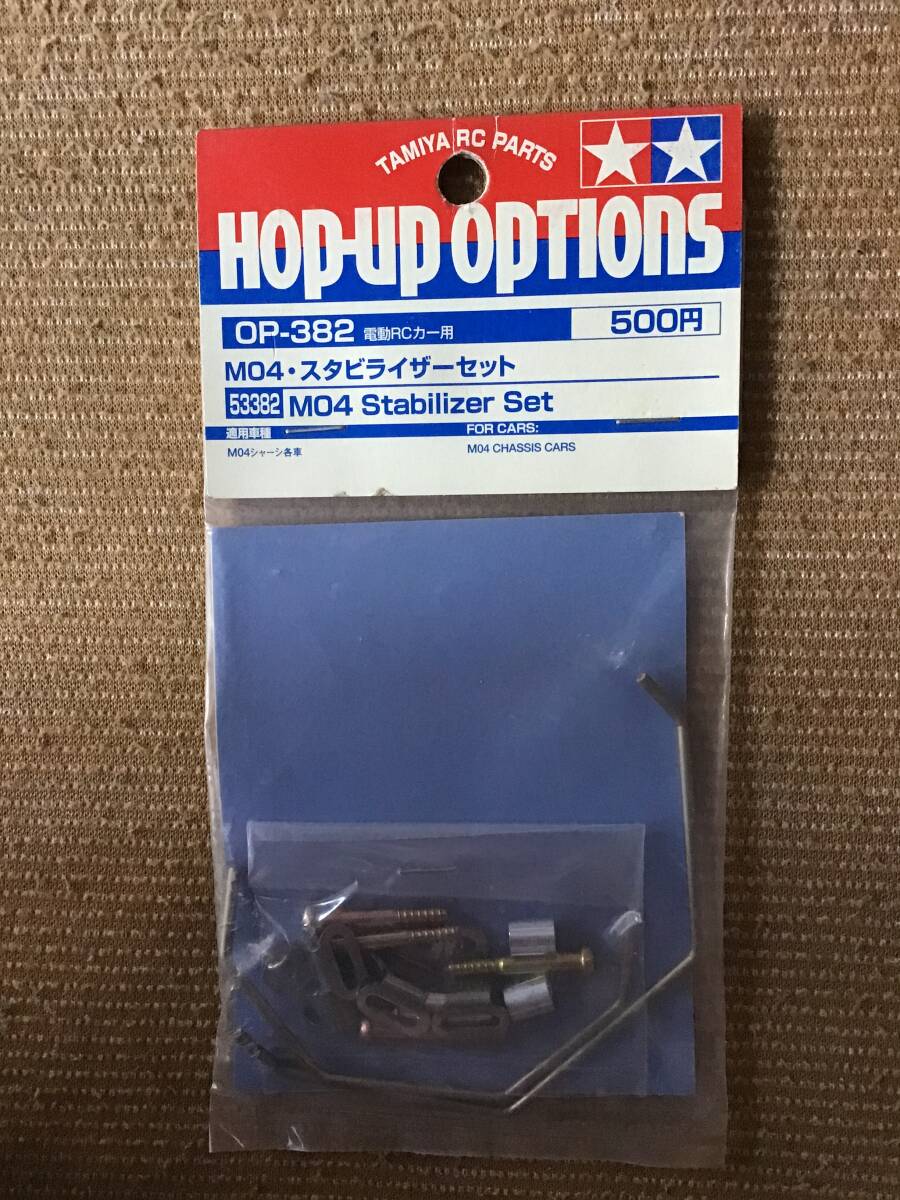 TAMIYA RC PARTS
HOP-UP OPTIONS
OP-382 電動RCカー用 500円
M04・スタビライザーセット
53382 M04 Stabilizer Set
適用車種 FOR CARS:
M04シャーシ各車 M04 CHASSIS CARS